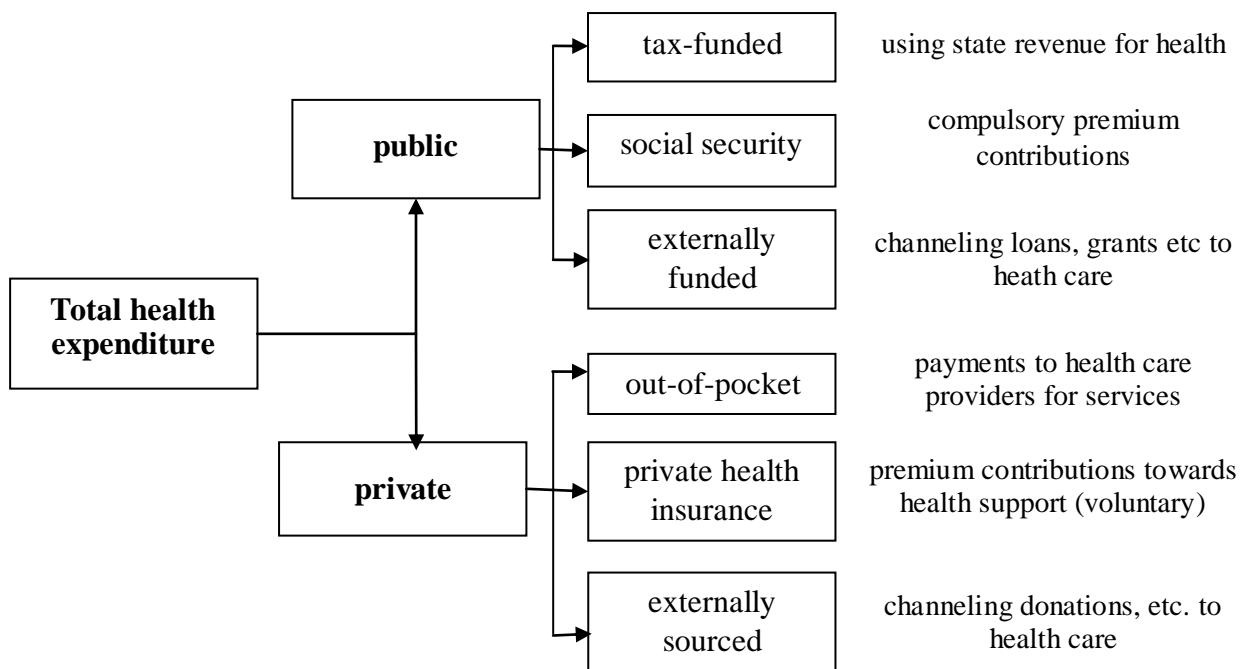 tax-funded
using state revenue for health
public
social security
compulsory premium
contributions
externally
funded
channeling loans, grants etc to
heath care
Total health
expenditure
out-of-pocket
payments to health care
providers for services
private
private health
insurance
premium contributions towards
health support (voluntary)
externally
sourced
channeling donations, etc. to
health care